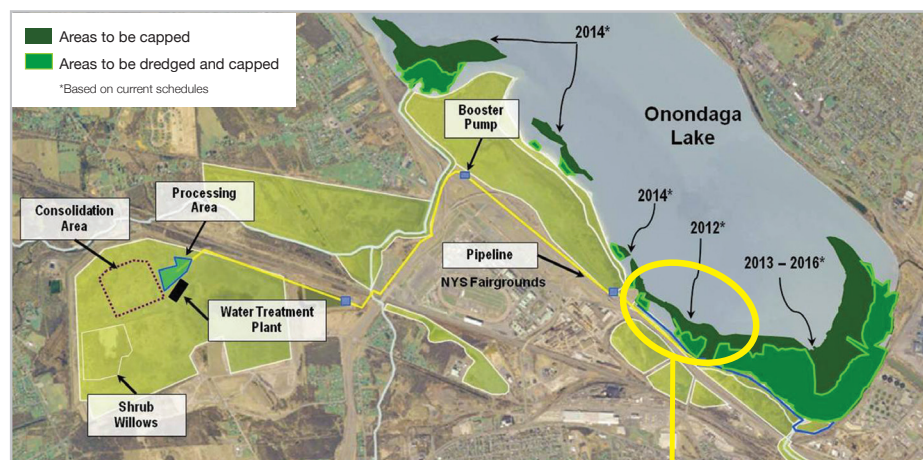 Areas to be capped
Areas to be dredged and capped
*Based on current schedules
2014*
Booster
Pump
Onondaga
Lake
Processing
Area
Consolidation
Area
2014*
2012*
Pipeline
2013 – 2016*
NYS Fairgrounds
Water Treatment
Plant
Shrub
Willows